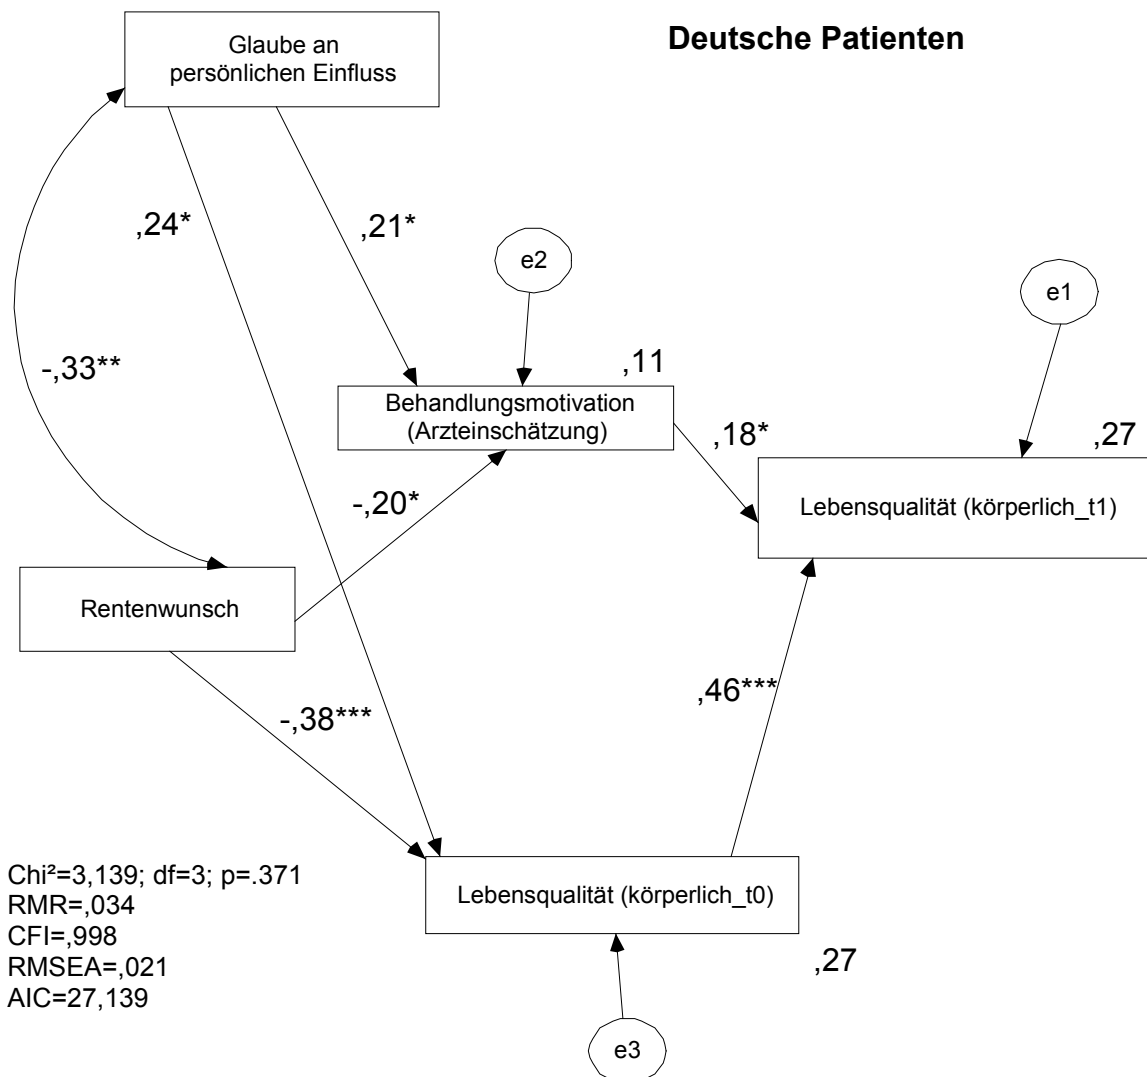 Deutsche Patienten
Glaube an
persönlichen Einfluss
,24*
,21*
e2
e1
-,33**
,11
Behandlungsmotivation
(Arzteinschätzung)
,18*
,27
-,20*
Lebensqualität (körperlich_t1)
Rentenwunsch
,46***
-,38***
Lebensqualität (körperlich_t0)
,27
e3
Chi²=3,139; df=3; p=.371
RMR=,034
CFI=,998
RMSEA=,021
AIC=27,139